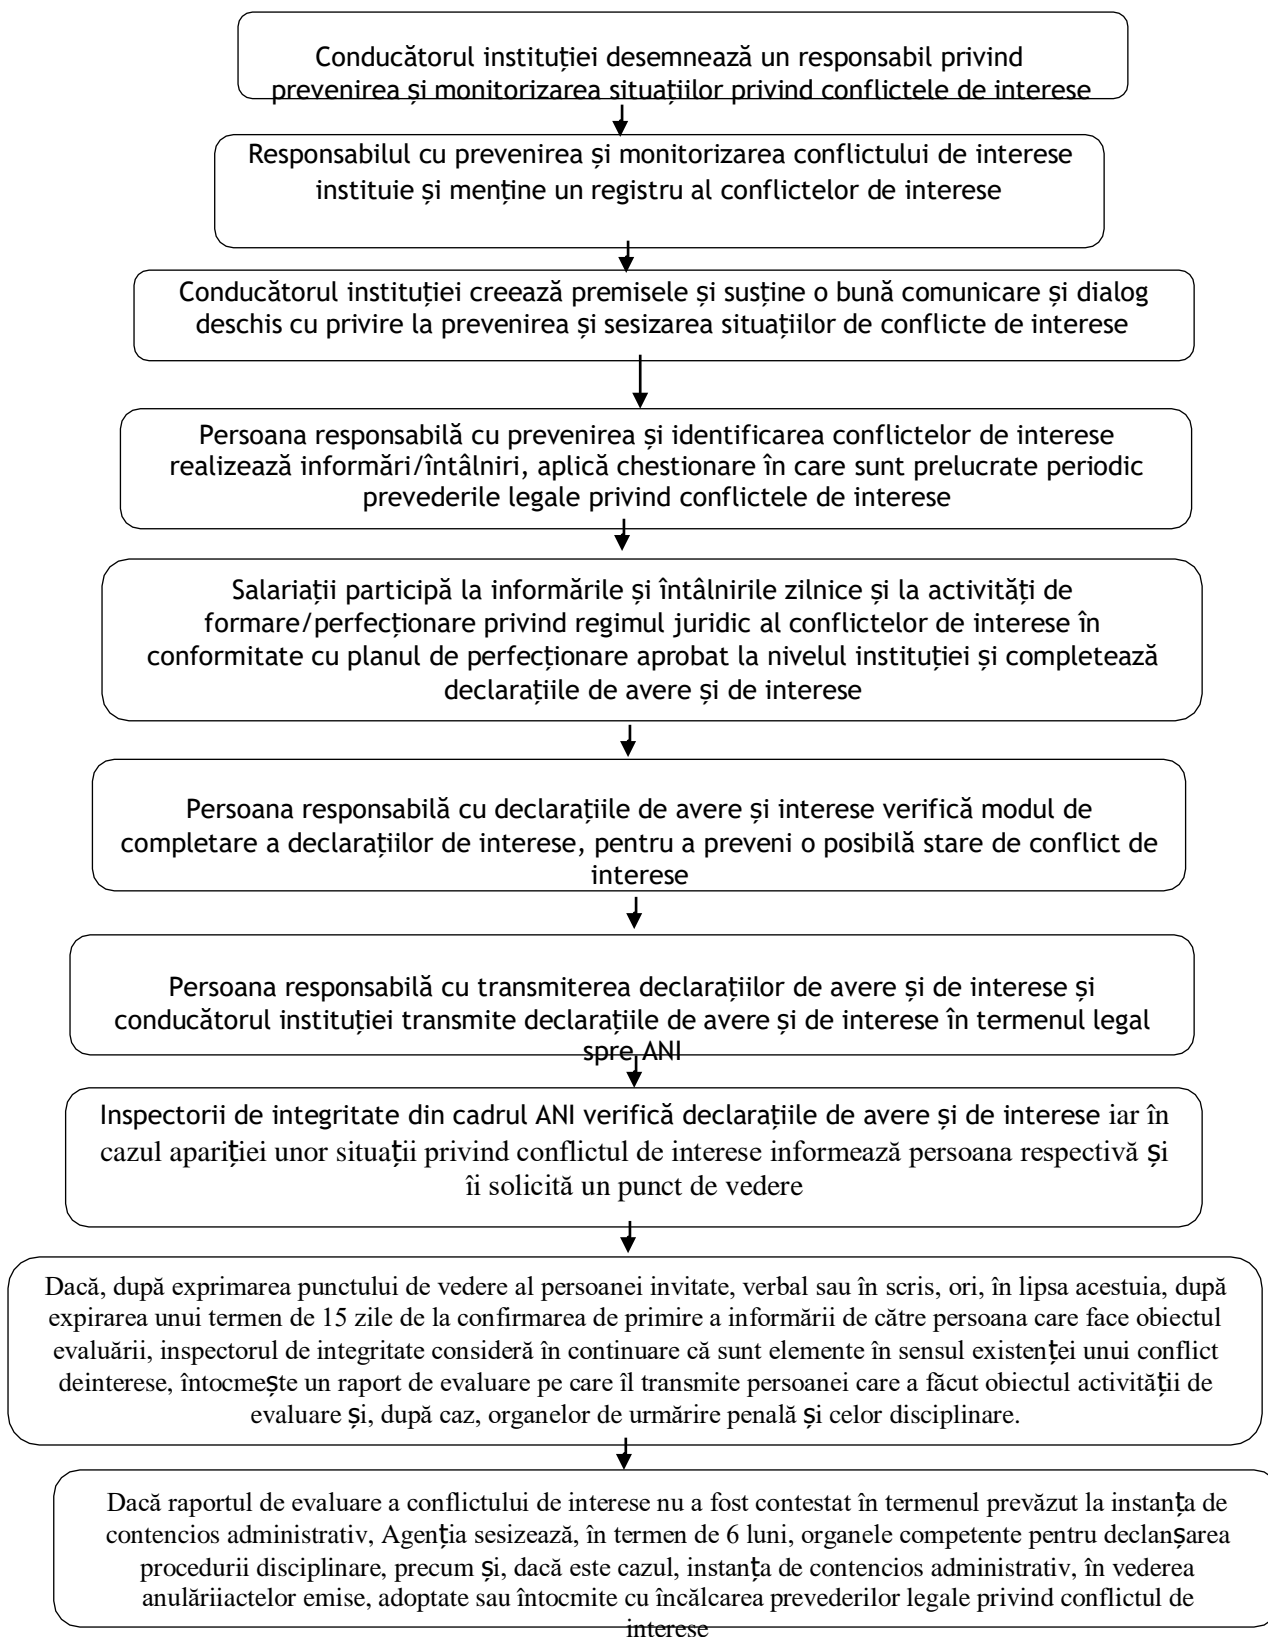 Conducătorul instituției desemnează un responsabil privind
prevenirea și monitorizarea situațiilor privind conflictele de interese
Responsabilul cu prevenirea și monitorizarea conflictului de interese
instituie și menține un registru al conflictelor de interese
Conducătorul instituției creează premisele și susține o bună comunicare și dialog
deschis cu privire la prevenirea și sesizarea situațiilor de conflicte de interese
Persoana responsabilă cu prevenirea și identificarea conflictelor de interese
realizează informări/întâlniri, aplică chestionare în care sunt prelucrate periodic
prevederile legale privind conflictele de interese
Salariații participă la informările și întâlnirile zilnice și la activități de
formare/perfecționare privind regimul juridic al conflictelor de interese în
conformitate cu planul de perfecționare aprobat la nivelul instituției și completează
declarațiile de avere și de interese
Persoana responsabilă cu declarațiile de avere și interese verifică modul de
completare a declarațiilor de interese, pentru a preveni o posibilă stare de conflict de
interese
Persoana responsabilă cu transmiterea declarațiilor de avere și de interese și
conducătorul instituției transmite declarațiile de avere și de interese în termenul legal
spre ANI
Inspectorii de integritate din cadrul ANI verifică declarațiile de avere și de interese iar în
cazul apariției unor situații privind conflictul de interese informează persoana respectivă și
îi solicită un punct de vedere
Dacă, după exprimarea punctului de vedere al persoanei invitate, verbal sau în scris, ori, în lipsa acestuia, după
expirarea unui termen de 15 zile de la confirmarea de primire a informării de către persoana care face obiectul
evaluării, inspectorul de integritate consideră în continuare că sunt elemente în sensul existenței unui conflict
deinterese, întocmește un raport de evaluare pe care îl transmite persoanei care a făcut obiectul activității de
evaluare și, după caz, organelor de urmărire penală și celor disciplinare.
Dacă raportul de evaluare a conflictului de interese nu a fost contestat în termenul prevăzut la instanța de
contencios administrativ, Agenția sesizează, în termen de 6 luni, organele competente pentru declanșarea
procedurii disciplinare, precum și, dacă este cazul, instanța de contencios administrativ, în vederea
anulăriiactelor emise, adoptate sau întocmite cu încălcarea prevederilor legale privind conflictul de
interese